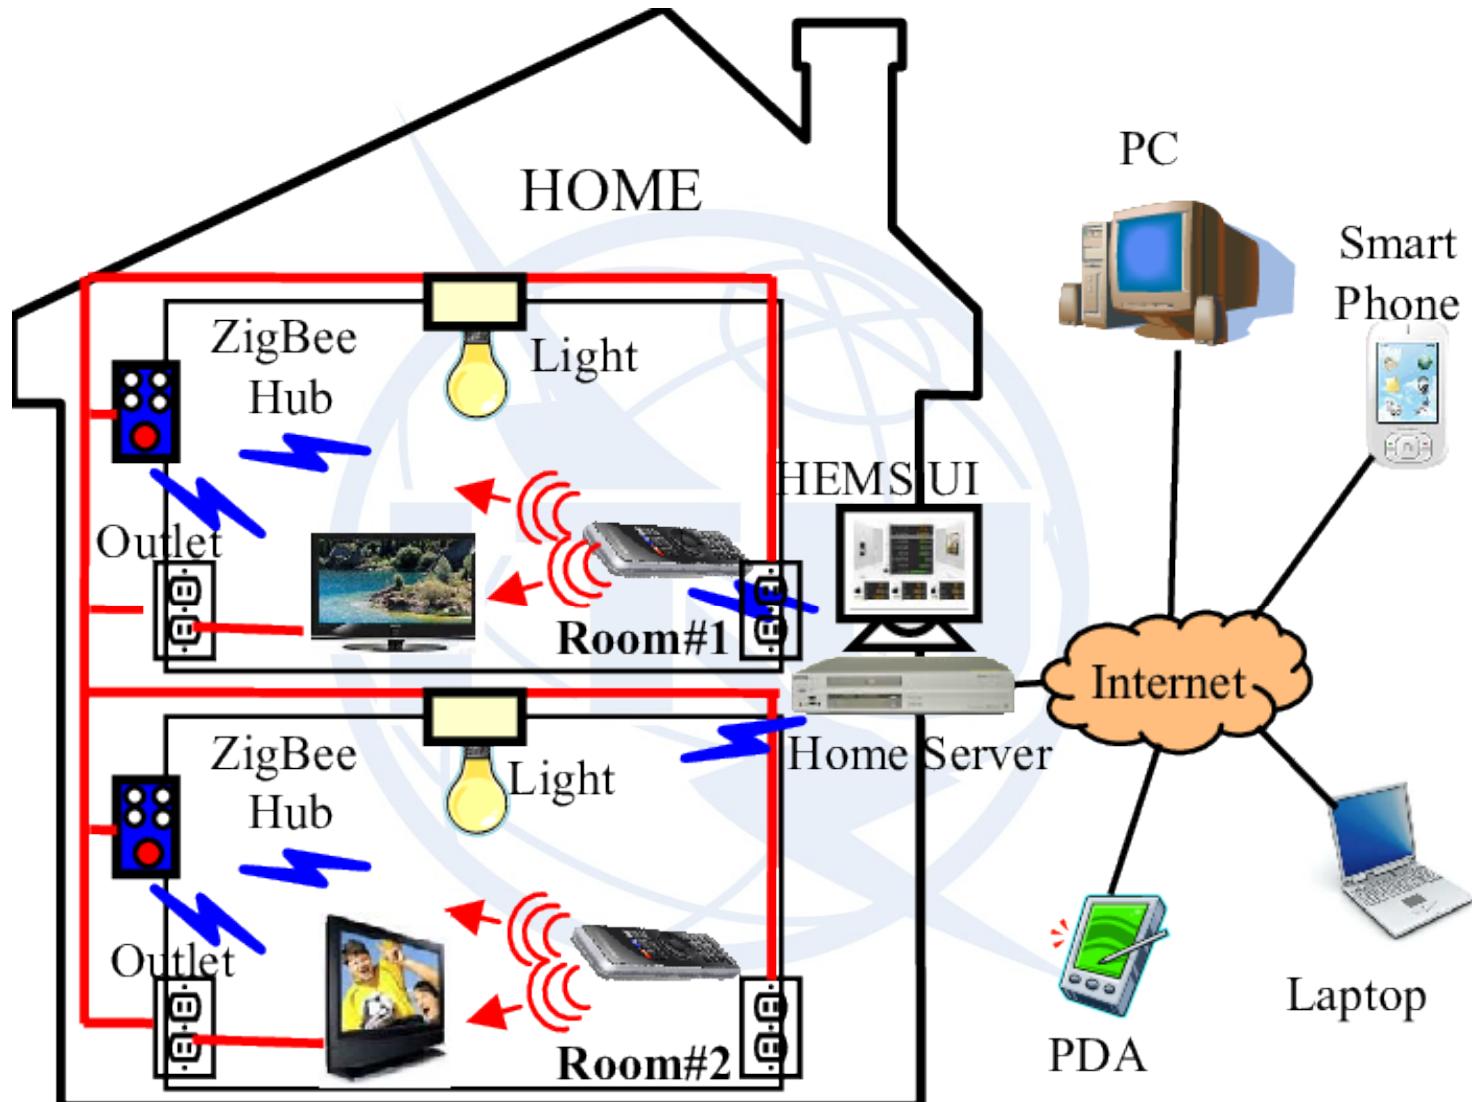 HOME
PC
Smart
Phone
ZigBee
Hub
Light
HEMS UI
Outlet
Room#1
Internet
Home Server
ZigBee
Hub
Light
Outlet
Room#2
Laptop
PDA